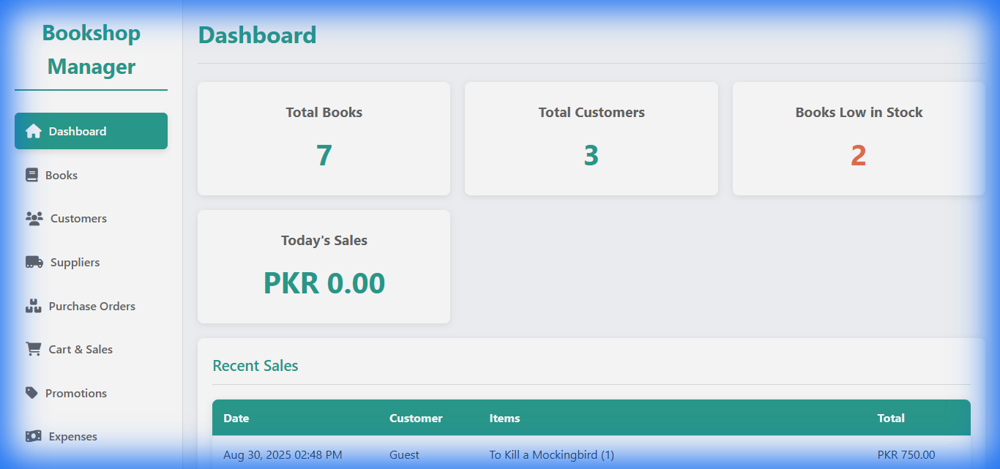 Bookshop
Manager
Dashboard
Books
Customers
Suppliers
Purchase Orders
Cart & Sales
Promotions
Expenses
Dashboard
Total Books
7
Total Customers
3
Books Low in Stock
2
Today's Sales
PKR 0.00
Recent Sales
Date Customer Items Total
Aug 30, 2025 02:48 PM Guest To Kill a Mockingbird (1) PKR 750.00